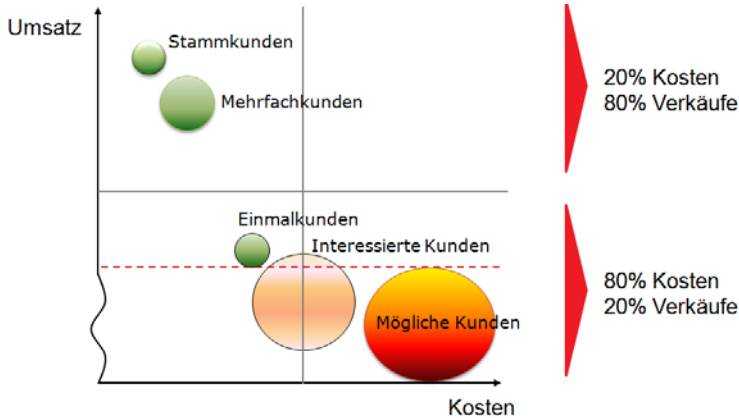 Umsatz
Stammkunden
Mehrfachkunden
20% Kosten
80% Verkäufe
Einmalkunden
Interessierte Kunden
Mögliche Kunden
80% Kosten
20% Verkäufe
Kosten